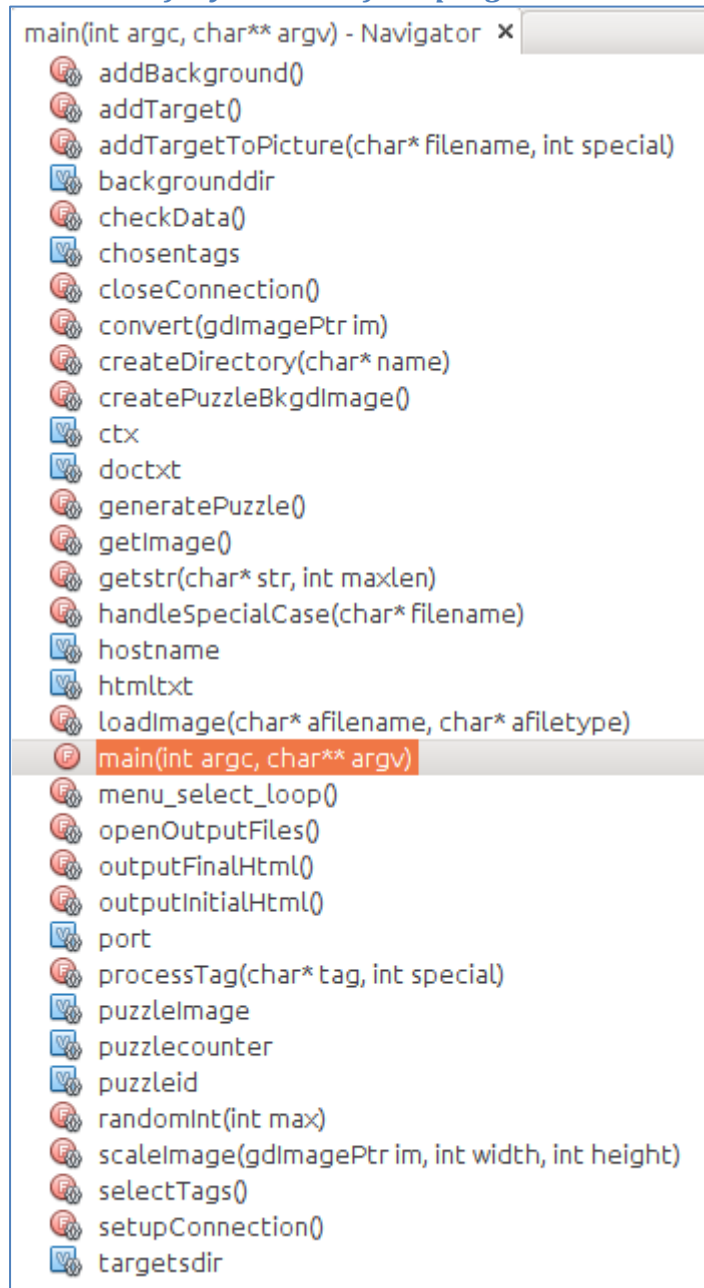 main(int argc, char** argv) - Navigator ×
addBackground()
addTarget()
addTargetToPicture(char* filename, int special)
backgrounddir
checkData()
chosentags
closeConnection()
convert(gdImagePtr im)
createDirectory(char* name)
createPuzzleBkgdImage()
ctx
doctxt
generatePuzzle()
getImage()
getstr(char* str, int maxlen)
handleSpecialCase(char* filename)
hostname
htmltxt
loadImage(char* afilename, char* afiletype)
main(int argc, char** argv)
menu_select_loop()
openOutputFiles()
outputFinalHtml()
outputInitialHtml()
port
processTag(char* tag, int special)
puzzleImage
puzzlecounter
puzzleid
randomInt(int max)
scaleImage(gdImagePtr im, int width, int height)
selectTags()
setupConnection()
targetsdir